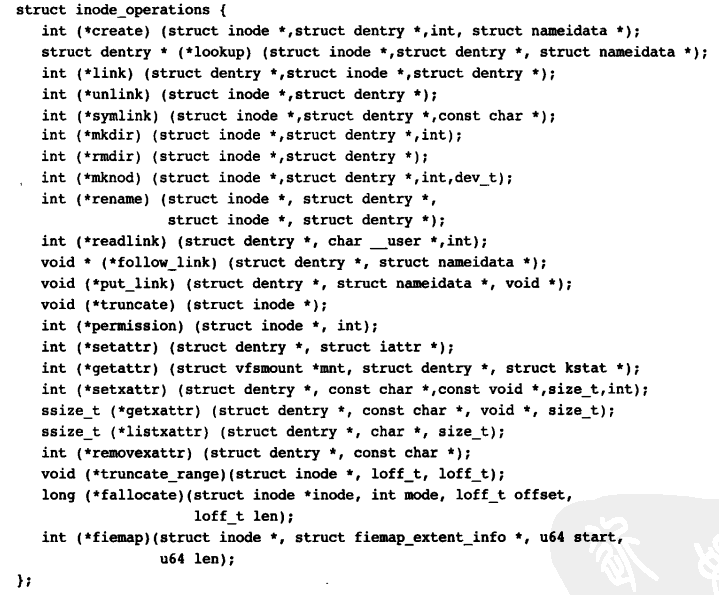 struct inode_operations {
int (*create) (struct inode *,struct dentry *,int, struct nameidata *);
struct dentry * (*lookup) (struct inode *,struct dentry *, struct nameidata *);
int (*link) (struct dentry *,struct inode *,struct dentry *);
int (*unlink) (struct inode *,struct dentry *);
int (*symlink) (struct inode *,struct dentry *,const char *);
int (*mkdir) (struct inode *,struct dentry *,int);
int (*rmdir) (struct inode *,struct dentry *);
int (*mknod) (struct inode *,struct dentry *,int,dev_t);
int (*rename) (struct inode *, struct dentry *,
struct inode *, struct dentry *);
int (*readlink) (struct dentry *, char __user *,int);
void * (*follow_link) (struct dentry *, struct nameidata *);
void (*put_link) (struct dentry *, struct nameidata *, void *);
void (*truncate) (struct inode *);
int (*permission) (struct inode *, int);
int (*setattr) (struct dentry *, struct iattr *);
int (*getattr) (struct vfsmount *mnt, struct dentry *, struct kstat *);
int (*setxattr) (struct dentry *, const char *,const void *,size_t,int);
ssize_t (*getxattr) (struct dentry *, const char *, void *, size_t);
ssize_t (*listxattr) (struct dentry *, char *, size_t);
int (*removexattr) (struct dentry *, const char *);
void (*truncate_range)(struct inode *, loff_t, loff_t);
long (*fallocate)(struct inode *inode, int mode, loff_t offset,
loff_t len);
int (*fiemap)(struct inode *, struct fiemap_extent_info *, u64 start,
u64 len);
};